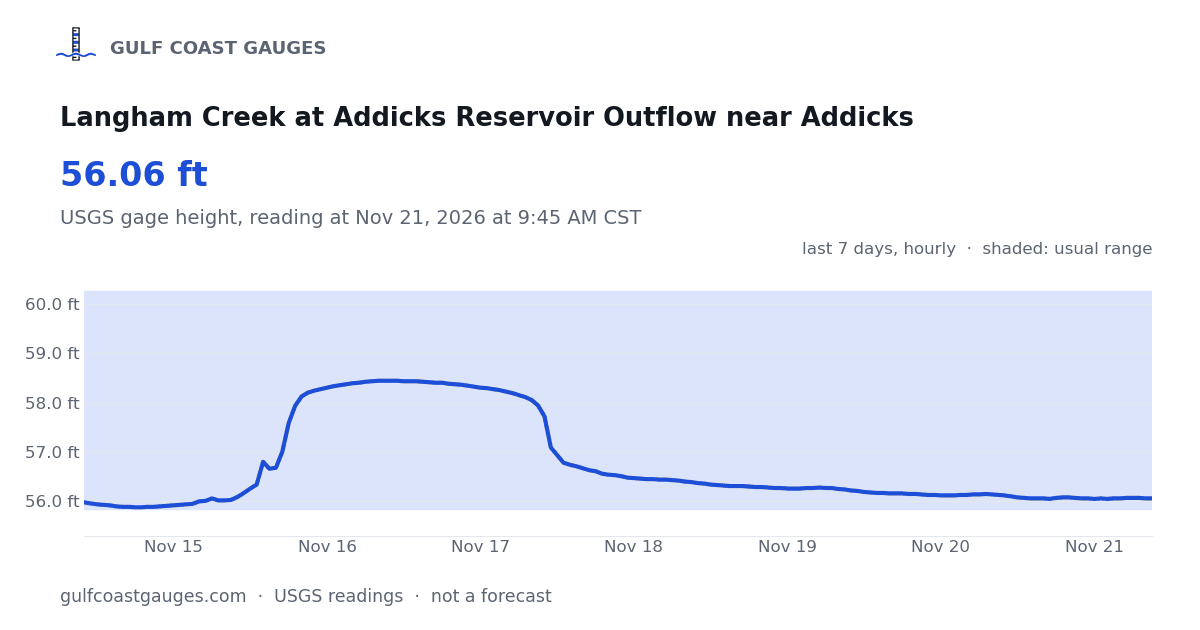 GULF COAST GAUGES
Langham Creek at Addicks Reservoir Outflow near Addicks
56.06 ft
USGS gage height, reading at Nov 21, 2026 at 9:45 AM CST
last 7 days, hourly · shaded: usual range
60.0 ft
59.0 ft
58.0 ft
57.0 ft
56.0 ft
Nov 15 Nov 16 Nov 17 Nov 18 Nov 19 Nov 20 Nov 21
gulfcoastgauges.com · USGS readings · not a forecast